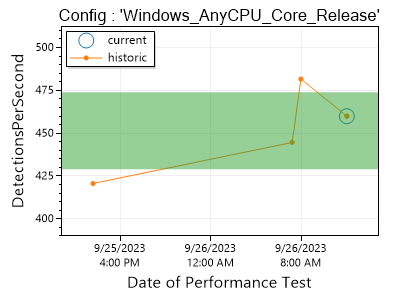 Config : 'Windows_AnyCPU_Core_Release'
current
historic
500
475
450
425
400
DetectionsPerSecond
9/25/2023
4:00 PM
9/26/2023
12:00 AM
9/26/2023
8:00 AM
Date of Performance Test